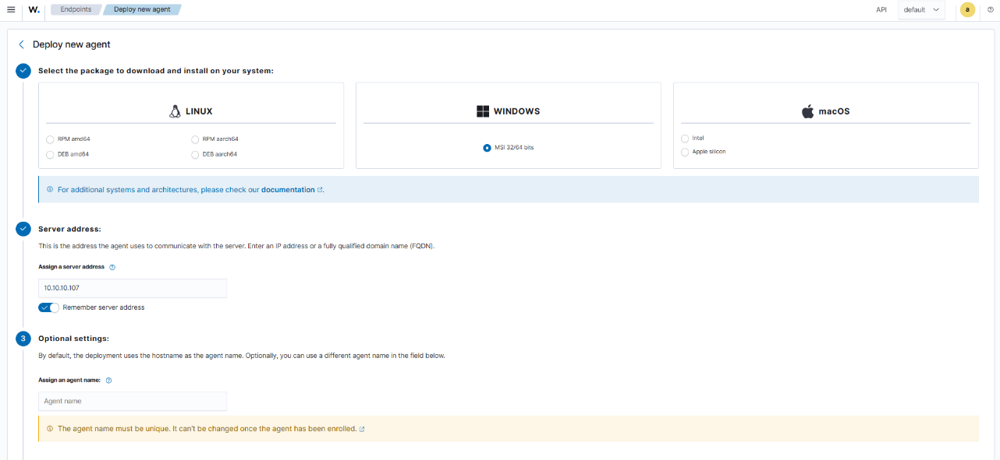 W. Endpoints Deploy new agent API default a
Deploy new agent
Select the package to download and install on your system:
LINUX WINDOWS macOS
RPM amd64 RPM aarch64 MSI 32/64 bits Intel
DEB amd64 DEB aarch64 Apple silicon
For additional systems and architectures, please check our documentation.
Server address:
This is the address the agent uses to communicate with the server. Enter an IP address or a fully qualified domain name (FQDN).
Assign a server address
10.10.10.107
Remember server address
3 Optional settings:
By default, the deployment uses the hostname as the agent name. Optionally, you can use a different agent name in the field below.
Assign an agent name:
Agent name
The agent name must be unique. It can't be changed once the agent has been enrolled.